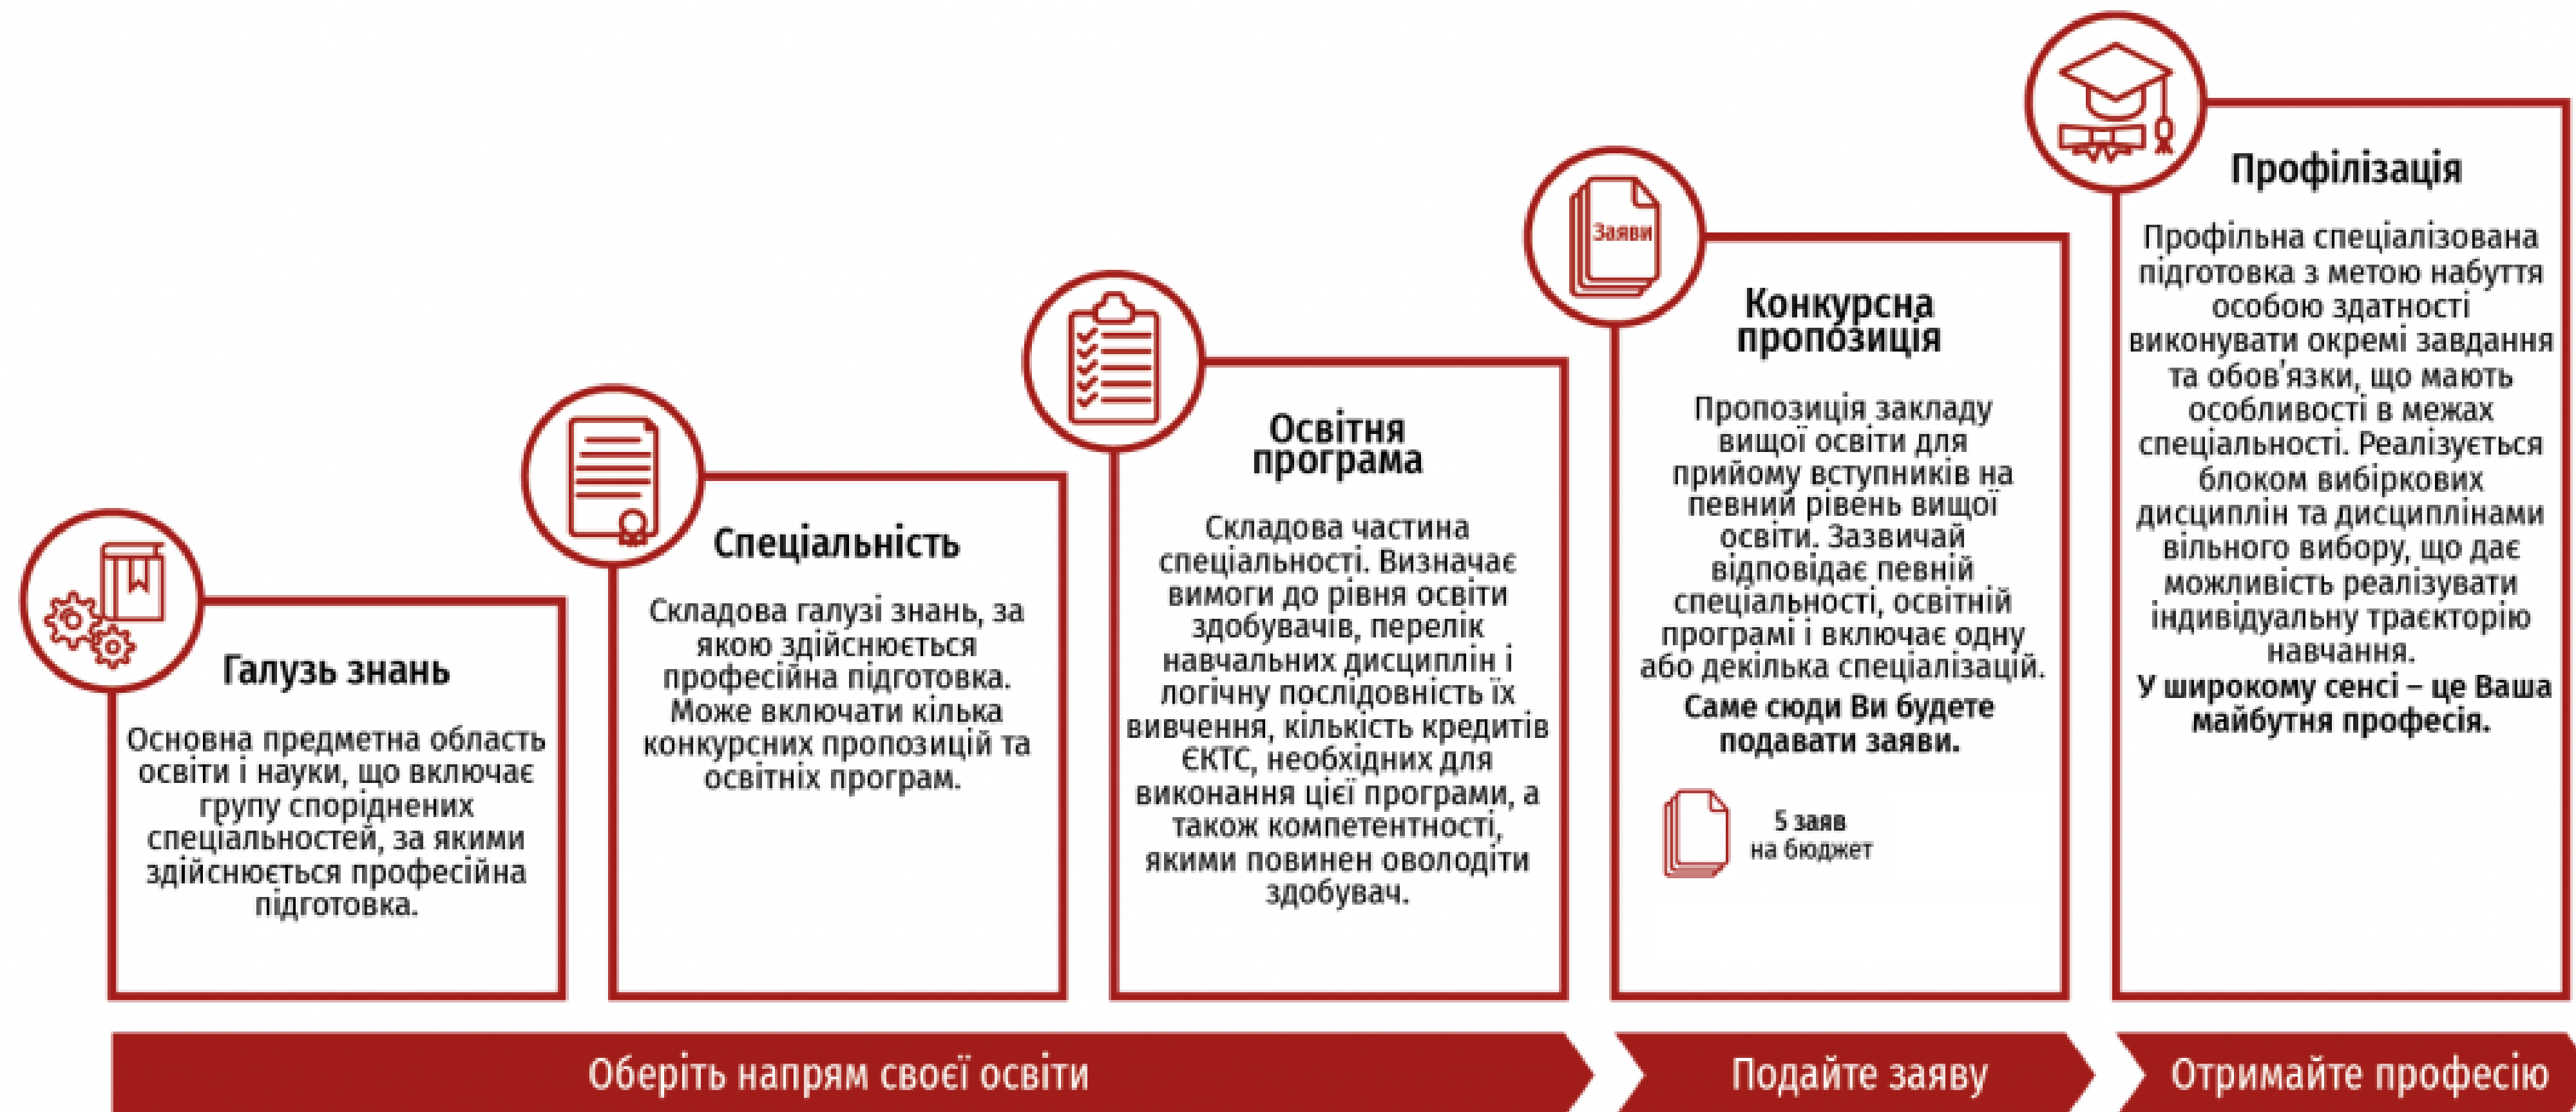 Галузь знань
Основна предметна область
освіти і науки, що включає
групу споріднених
спеціальностей, за якими
здійснюється професійна
підготовка.
Спеціальність
Складова галузі знань, за
якою здійснюється
професійна підготовка.
Може включати кілька
конкурсних пропозицій та
освітніх програм.
Освітня
програма
Складова частина
спеціальності. Визначає
вимоги до рівня освіти
здобувачів, перелік
навчальних дисциплін і
логічну послідовність їх
вивчення, кількість кредитів
ЄКТС, необхідних для
виконання цієї програми, а
також компетентності,
якими повинен оволодіти
здобувач.
Заяви
Конкурсна
пропозиція
Пропозиція закладу
вищої освіти для
прийому вступників на
певний рівень вищої
освіти. Зазвичай
відповідає певній
спеціальності, освітній
програмі і включає одну
або декілька спеціалізацій.
Саме сюди Ви будете
подавати заяви.
5 заяв
на бюджет
Профілізація
Профільна спеціалізована
підготовка з метою набуття
особою здатності
виконувати окремі завдання
та обов'язки, що мають
особливості в межах
спеціальності. Реалізується
блоком вибіркових
дисциплін та дисциплінами
вільного вибору, що дає
можливість реалізувати
індивідуальну траєкторію
навчання.
У широкому сенсі – це Ваша
майбутня професія.
Оберіть напрям своєї освіти
Подайте заяву
Отримайте професію